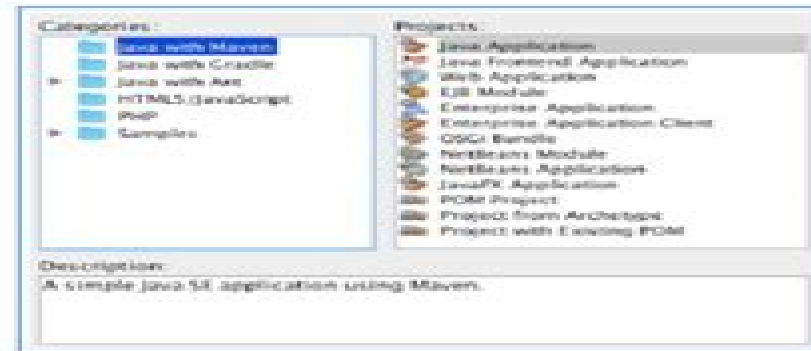 Categories:
Java with Maven
Java with Gradle
Java with Ant
HTML5/JavaScript
PHP
Samples
Projects:
Java Application
Java Frontend Application
Web Application
EJB Module
Enterprise Application
Enterprise Application Client
OSGi Bundle
NetBeans Module
NetBeans Application
JavaFX Application
POM Project
Project from Archetype
Project with Existing POM
Description:
A simple Java SE application using Maven.